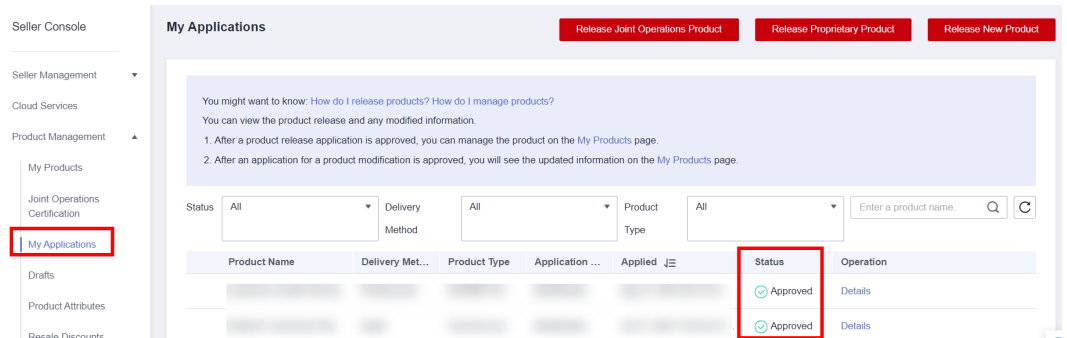 Seller Console
My Applications
Release Joint Operations Product
Release Proprietary Product
Release New Product
Seller Management
Cloud Services
Product Management
My Products
Joint Operations
Certification
My Applications
Drafts
Product Attributes
Resale Discounts
You might want to know: How do I release products? How do I manage products?
You can view the product release and any modified information.
1. After a product release application is approved, you can manage the product on the My Products page.
2. After an application for a product modification is approved, you will see the updated information on the My Products page.
Status All Delivery Method All Product Type All Enter a product name.
Product Name Delivery Met... Product Type Application ... Applied Status Operation
Approved Details
Approved Details